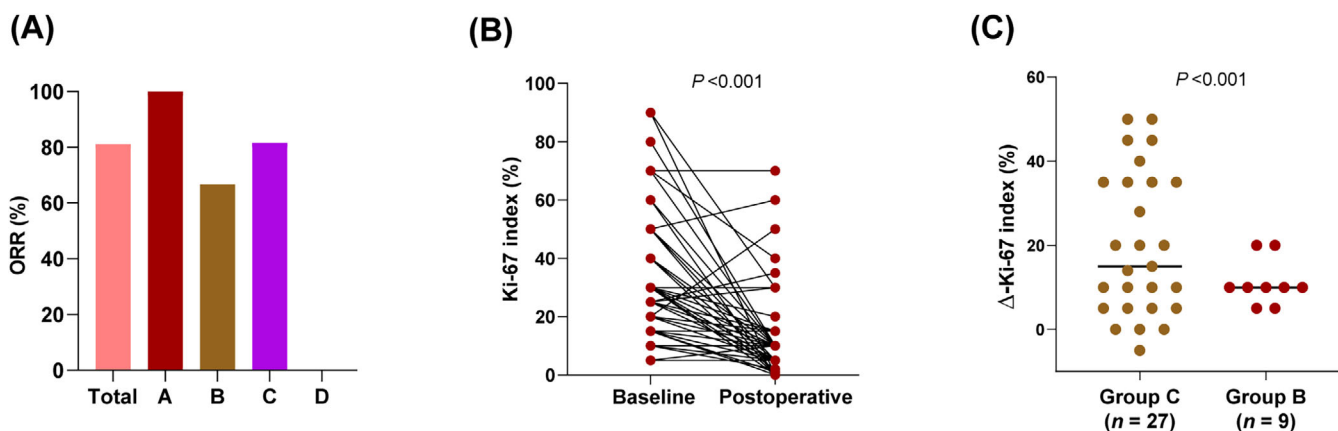 (A)
ORR (%)
100
80
60
40
20
0
Total A B C D
(B)
P <0.001
Ki-67 index (%)
100
80
60
40
20
0
Baseline Postoperative
(C)
P <0.001
Δ-Ki-67 index (%)
60
40
20
0
Group C Group B
(n = 27) (n = 9)